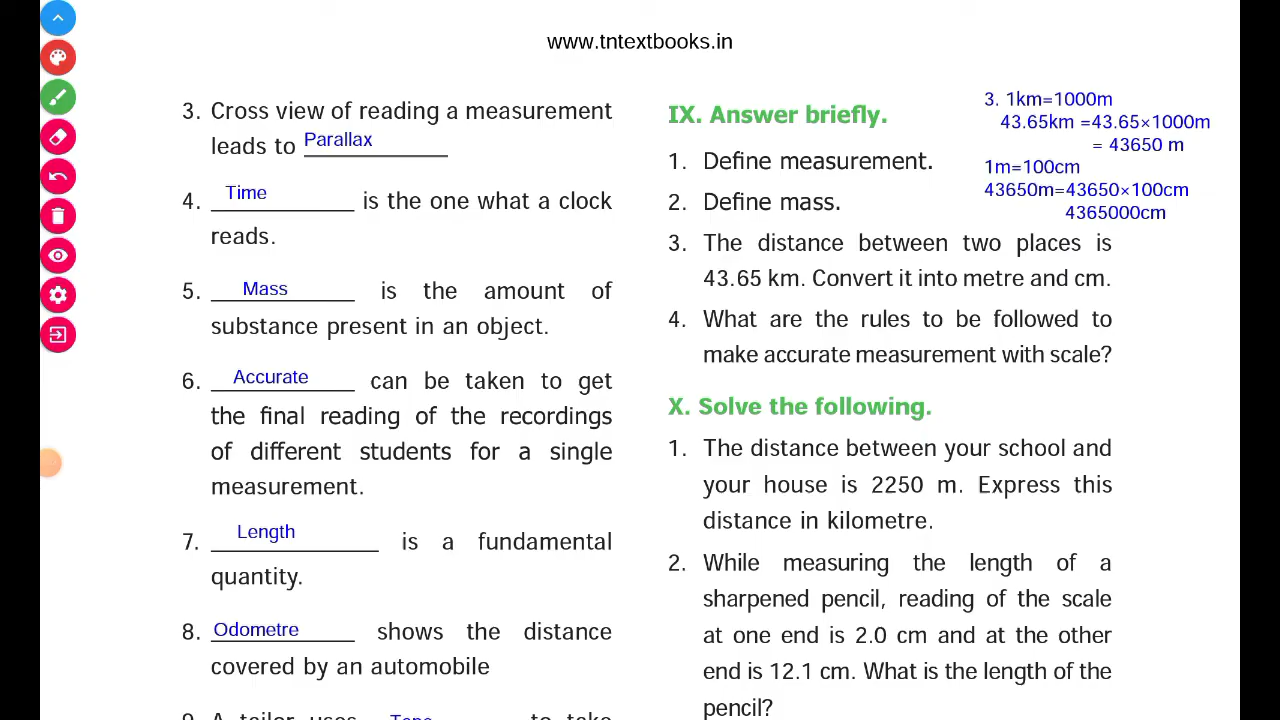 www.tntextbooks.in
3. Cross view of reading a measurement
leads to Parallax
4. Time is the one what a clock
reads.
5. Mass is the amount of
substance present in an object.
6. Accurate can be taken to get
the final reading of the recordings
of different students for a single
measurement.
7. Length is a fundamental
quantity.
8. Odometre shows the distance
covered by an automobile
9. A tailor uses Tape to take
IX. Answer briefly.
1. Define measurement.
2. Define mass.
3. The distance between two places is
43.65 km. Convert it into metre and cm.
4. What are the rules to be followed to
make accurate measurement with scale?
3. 1km=1000m
43.65km =43.65×1000m
= 43650 m
1m=100cm
43650m=43650×100cm
4365000cm
X. Solve the following.
1. The distance between your school and
your house is 2250 m. Express this
distance in kilometre.
2. While measuring the length of a
sharpened pencil, reading of the scale
at one end is 2.0 cm and at the other
end is 12.1 cm. What is the length of the
pencil?